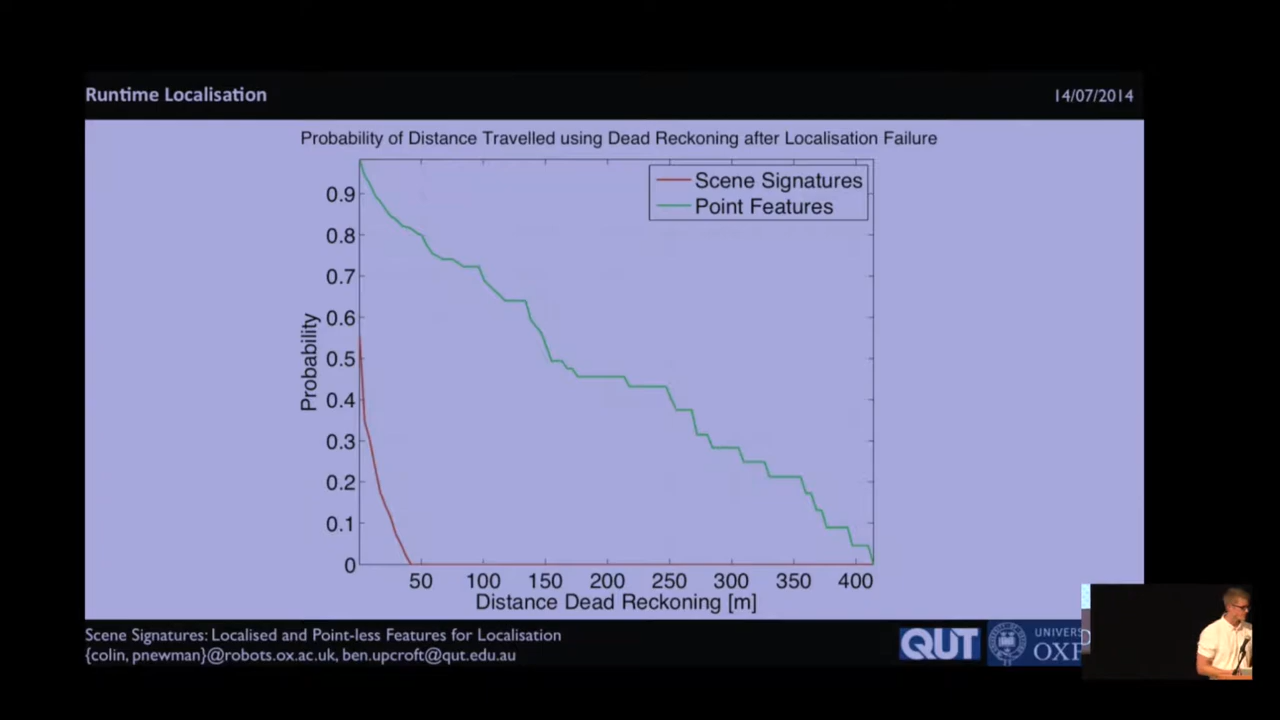 Runtime Localisation
14/07/2014
Probability of Distance Travelled using Dead Reckoning after Localisation Failure
Scene Signatures
Point Features
Probability
0.9
0.8
0.7
0.6
0.5
0.4
0.3
0.2
0.1
0
50 100 150 200 250 300 350 400
Distance Dead Reckoning [m]
Scene Signatures: Localised and Point-less Features for Localisation
{colin, pnewman}@robots.ox.ac.uk, ben.upcroft@qut.edu.au
QUT